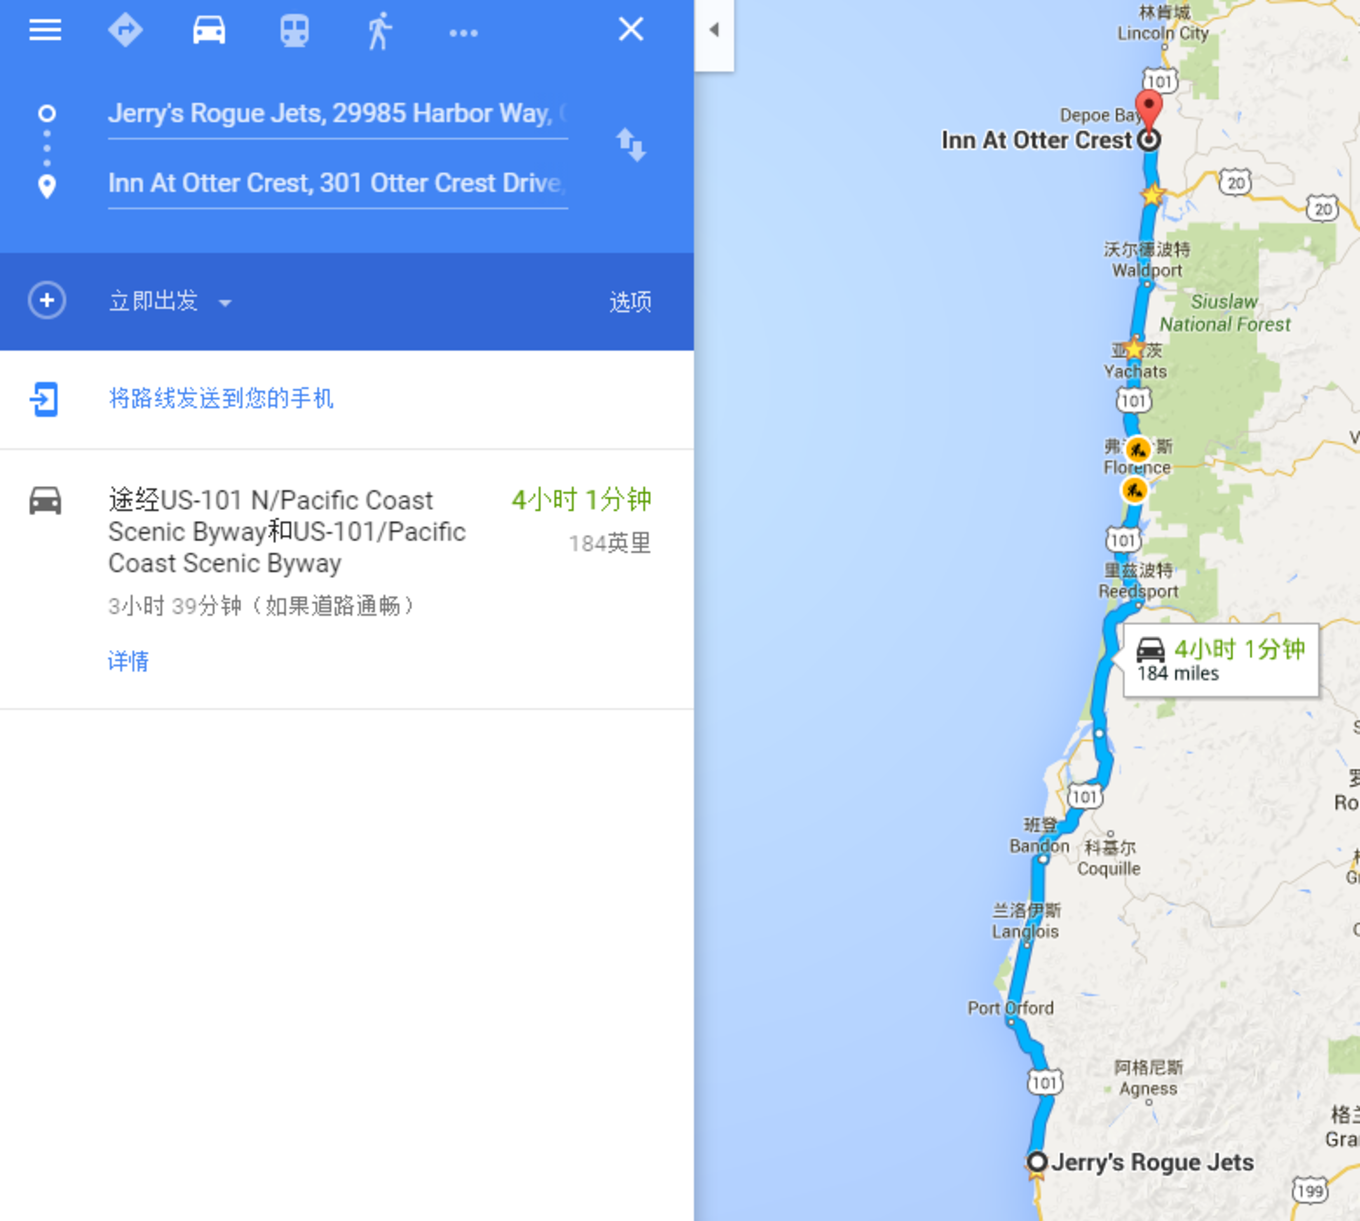 Jerry's Rogue Jets, 29985 Harbor Way,
Inn At Otter Crest, 301 Otter Crest Drive,
立即出发
选项
将路线发送到您的手机
途经US-101 N/Pacific Coast
Scenic Byway和US-101/Pacific
Coast Scenic Byway
4小时 1分钟
184英里
3小时 39分钟（如果道路通畅）
详情
林肯城
Lincoln City
101
Depoe Bay
Inn At Otter Crest
20
20
沃尔德波特
Waldport
Siuslaw
National Forest
亚 茨
Yachats
101
弗 斯
Florence
101
里兹波特
Reedsport
4小时 1分钟
184 miles
101
班登
Bandon
科基尔
Coquille
兰洛伊斯
Langlois
Port Orford
101
阿格尼斯
Agness
Jerry's Rogue Jets
199
罗
Ro
格兰
Gra